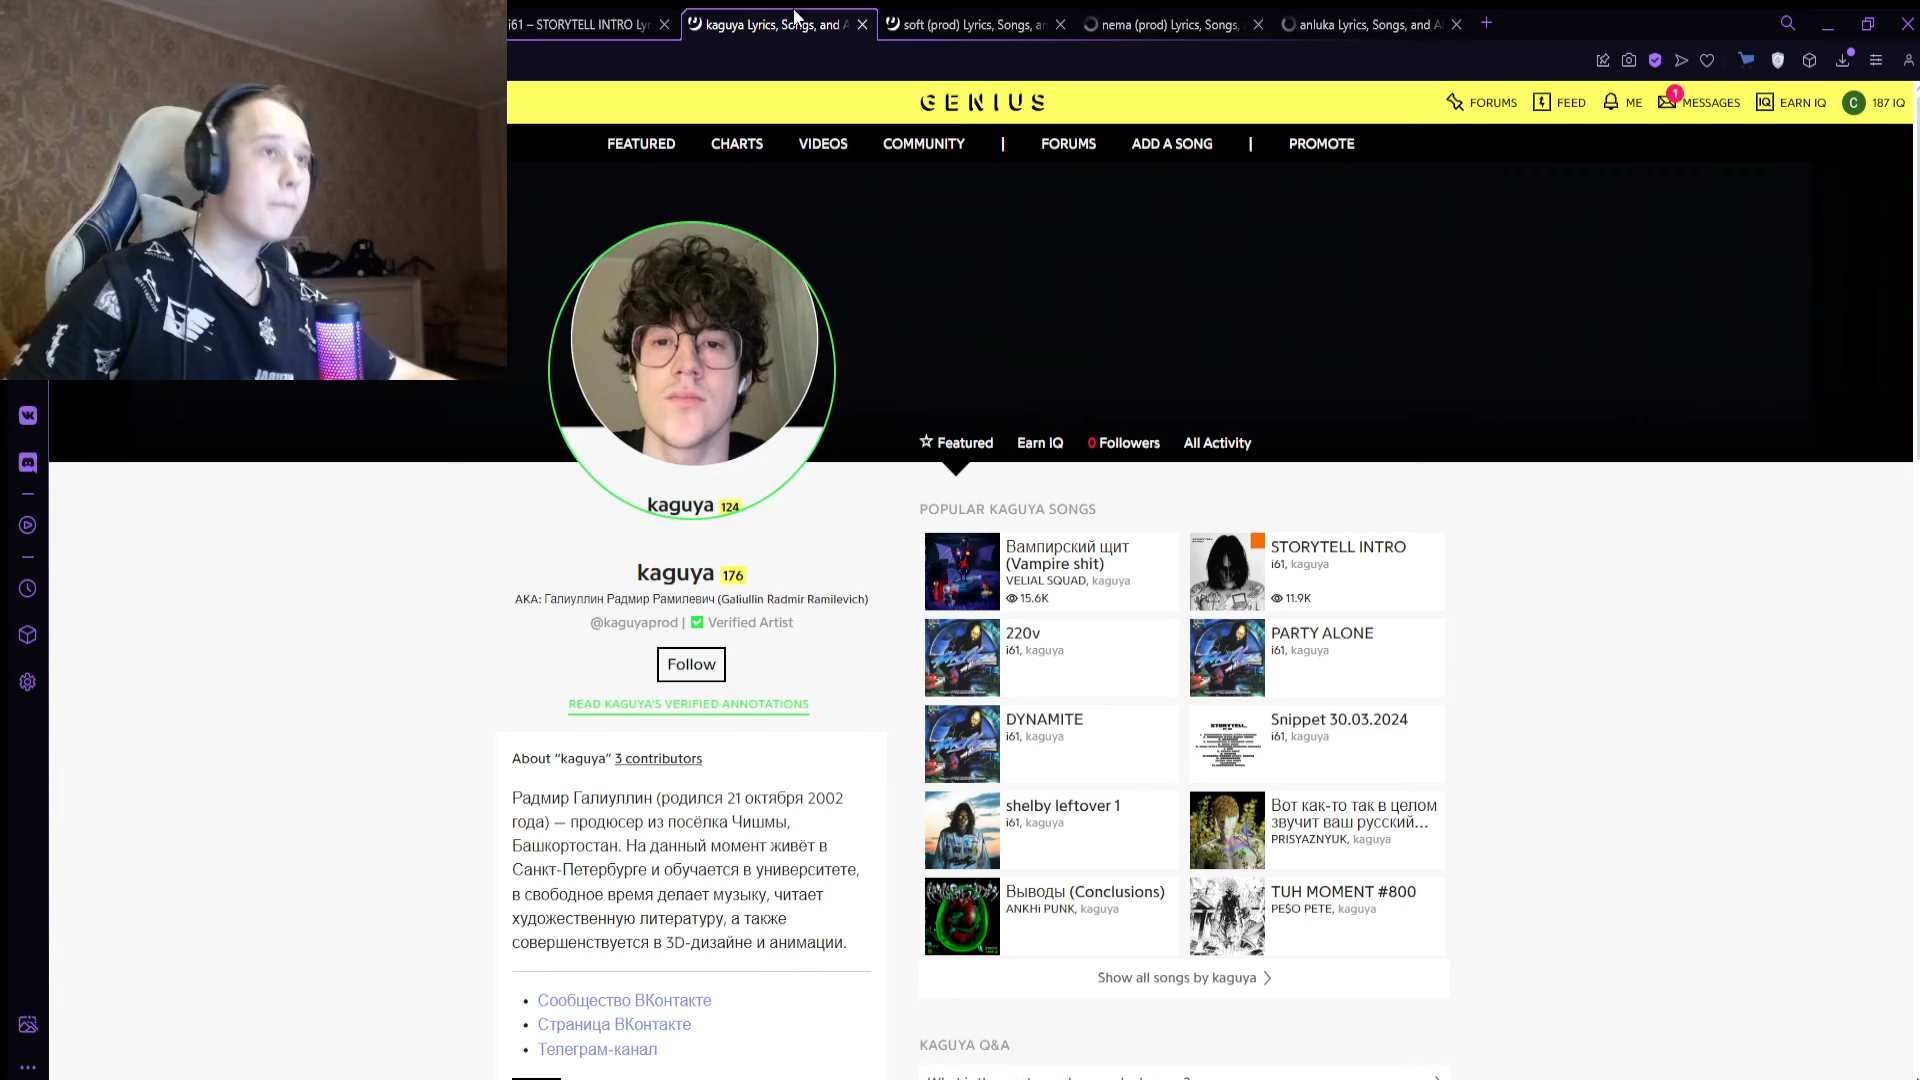 i61 – STORYTELL INTRO Lyr
kaguya Lyrics, Songs, and A
soft (prod) Lyrics, Songs, an
nema (prod) Lyrics, Songs,
anluka Lyrics, Songs, and A
GENIUS
FORUMS
FEED
ME
1
MESSAGES
IQ
EARN IQ
C
187 IQ
FEATURED
CHARTS
VIDEOS
COMMUNITY
|
FORUMS
ADD A SONG
|
PROMOTE
Featured
Earn IQ
0 Followers
All Activity
kaguya 124
kaguya 176
AKA: Галиуллин Радмир Рамилевич (Galiullin Radmir Ramilevich)
@kaguyaprod | Verified Artist
Follow
READ KAGUYA'S VERIFIED ANNOTATIONS
About “kaguya” 3 contributors
Радмир Галиуллин (родился 21 октября 2002
года) — продюсер из посёлка Чишмы,
Башкортостан. На данный момент живёт в
Санкт-Петербурге и обучается в университете,
в свободное время делает музыку, читает
художественную литературу, а также
совершенствуется в 3D-дизайне и анимации.
• Сообщество ВКонтакте
• Страница ВКонтакте
• Телеграм-канал
POPULAR KAGUYA SONGS
Вампирский щит
(Vampire shit)
VELIAL SQUAD, kaguya
15.6K
STORYTELL INTRO
i61, kaguya
11.9K
220v
i61, kaguya
PARTY ALONE
i61, kaguya
DYNAMITE
i61, kaguya
STORYTELL
Snippet 30.03.2024
i61, kaguya
shelby leftover 1
i61, kaguya
Вот как-то так в целом
звучит ваш русский...
PRISYAZNYUK, kaguya
Выводы (Conclusions)
ANKHi PUNK, kaguya
TUH MOMENT #800
PE$O PETE, kaguya
Show all songs by kaguya
KAGUYA Q&A